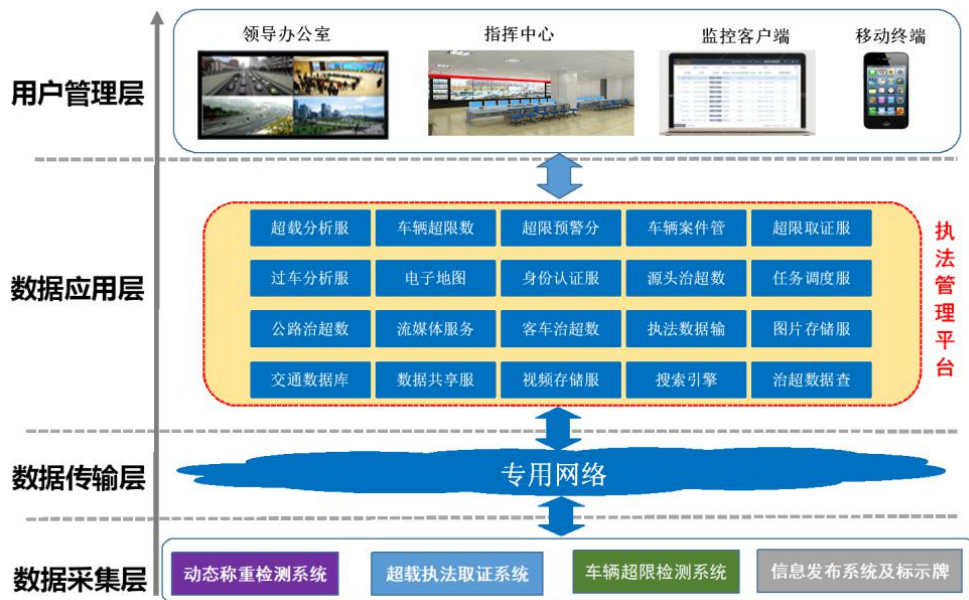 领导办公室
指挥中心
监控客户端
移动终端
用户管理层
超载分析服
车辆超限数
超限预警分
车辆案件管
超限取证服
过车分析服
电子地图
身份认证服
源头治超数
任务调度服
数据应用层
公路治超数
流媒体服务
客车治超数
执法数据输
图片存储服
交通数据库
数据共享服
视频存储服
搜索引擎
治超数据查
执法管理平台
数据传输层
专用网络
数据采集层
动态称重检测系统
超载执法取证系统
车辆超限检测系统
信息发布系统及标示牌